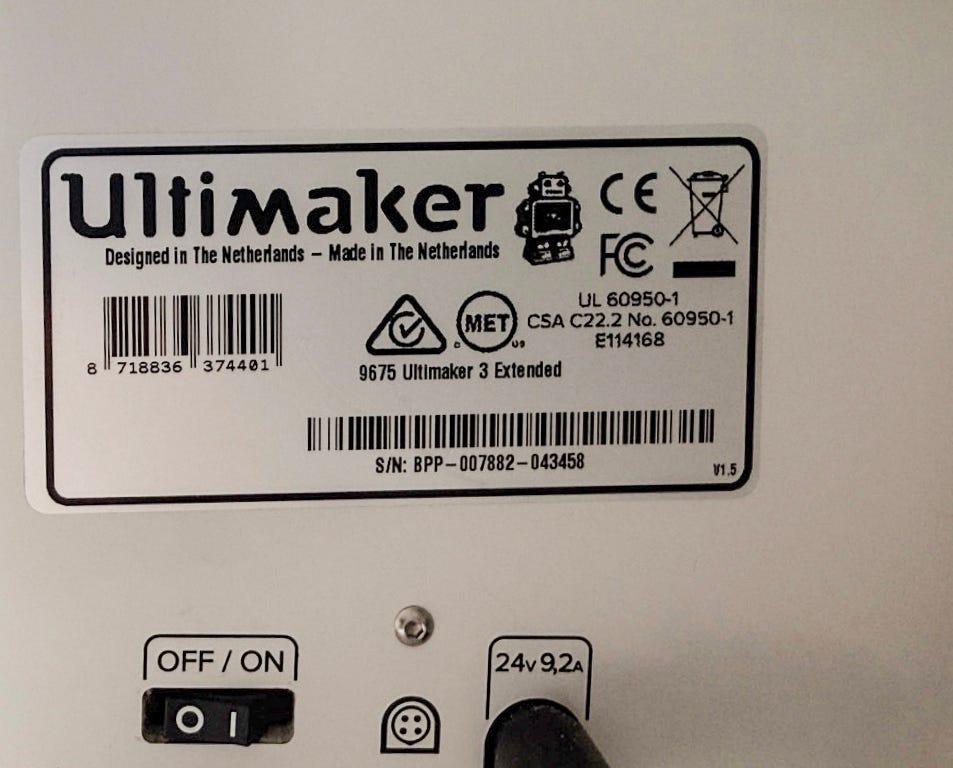 Ultimaker
Designed in The Netherlands – Made in The Netherlands
CE
FC
8 718836 374401
MET
c us
UL 60950-1
CSA C22.2 No. 60950-1
E114168
9675 Ultimaker 3 Extended
S/N: BPP-007882-043458
V1.5
OFF / ON
24V 9,2A
O I